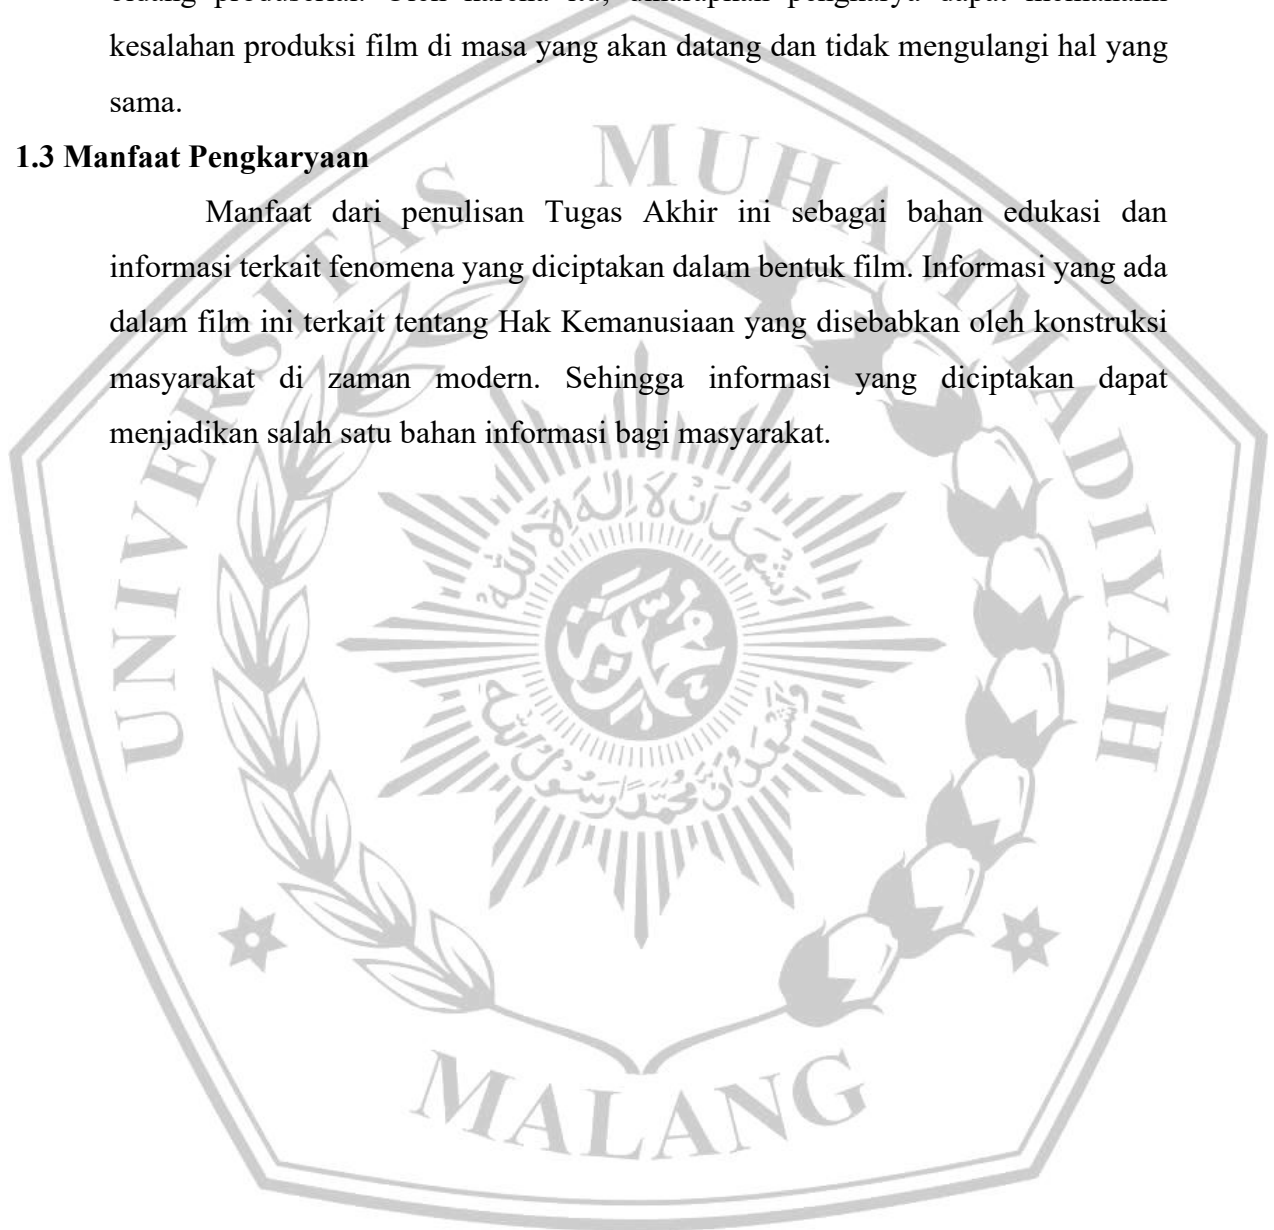 kesalahan produksi film di masa yang akan datang dan tidak mengulangi hal yang
sama.
1.3 Manfaat Pengkaryaan
Manfaat dari penulisan Tugas Akhir ini sebagai bahan edukasi dan
informasi terkait fenomena yang diciptakan dalam bentuk film. Informasi yang ada
dalam film ini terkait tentang Hak Kemanusiaan yang disebabkan oleh konstruksi
masyarakat di zaman modern. Sehingga informasi yang diciptakan dapat
menjadikan salah satu bahan informasi bagi masyarakat.
UNIVERSITAS MUHAMMADIYAH
MALANG